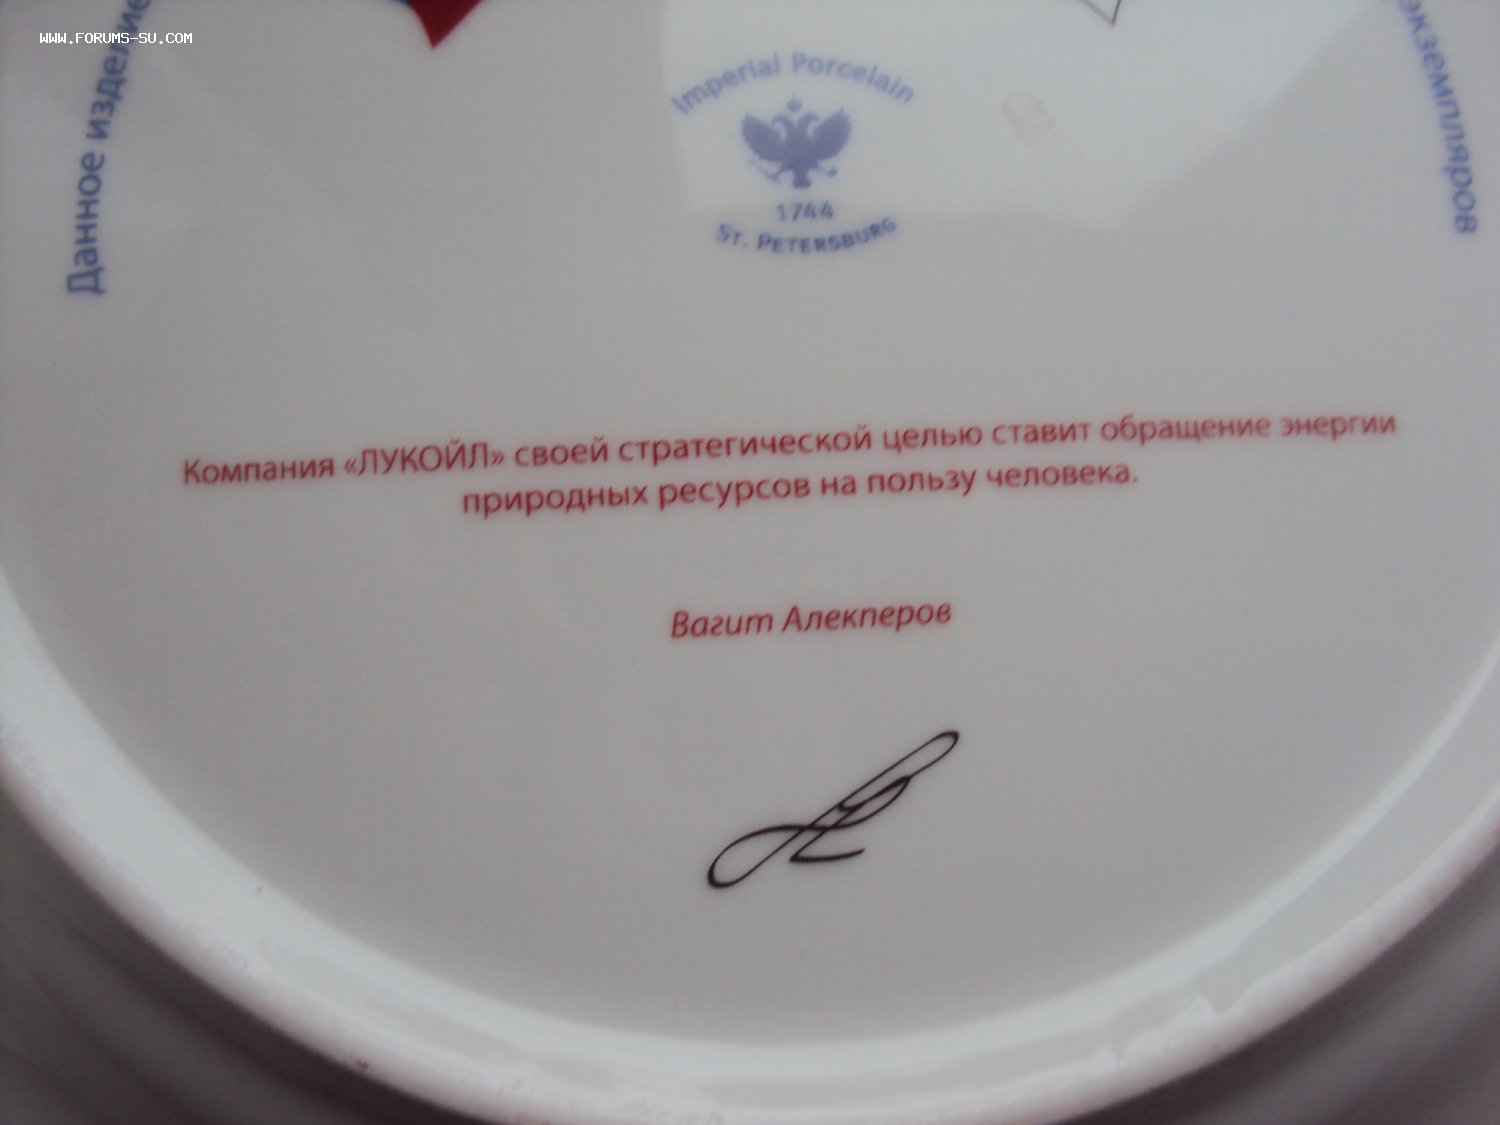 WWW.FORUMS-SU.COM
Данное изделие
экземпляров
Imperial Porcelain
1744
ST. PETERSBURG
Компания «ЛУКОЙЛ» своей стратегической целью ставит обращение энергии
природных ресурсов на пользу человека.
Вагит Алекперов